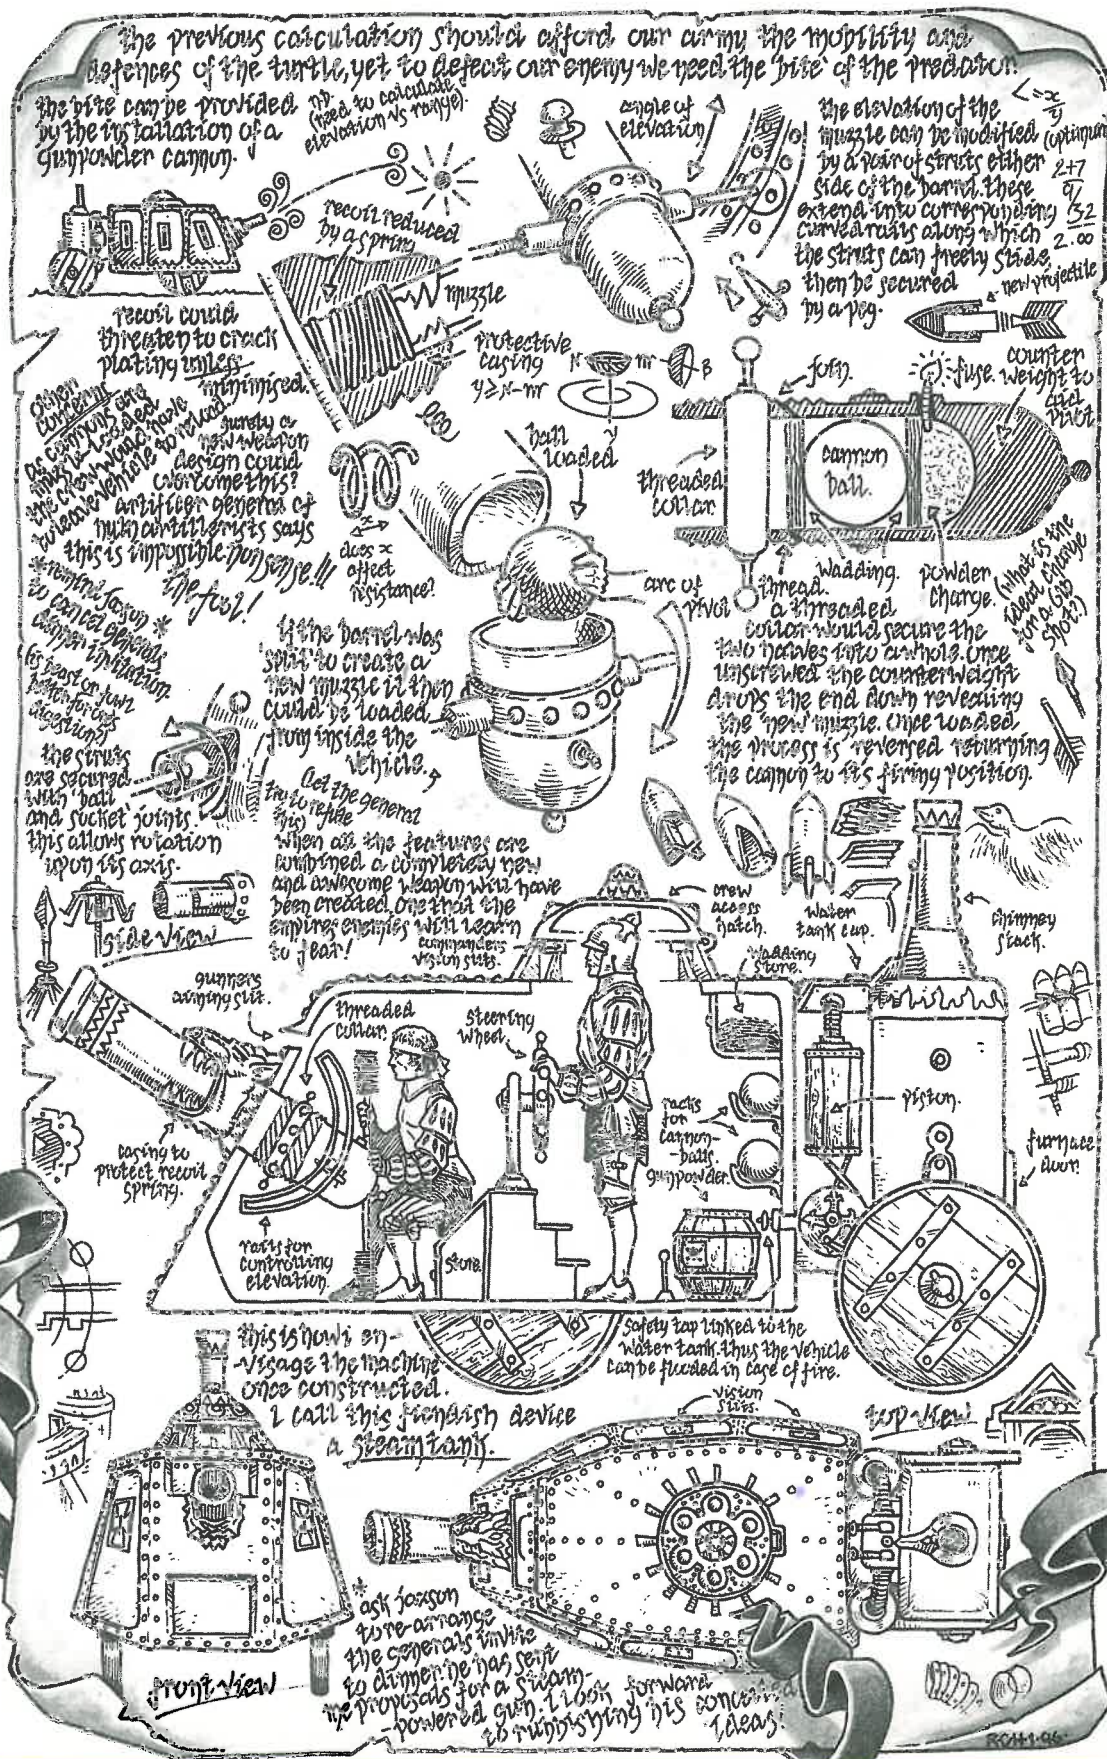 the previous calculation should afford our army the mobility and
defences of the turtle, yet to defeat our enemy we need the 'bite' of the predator.
the bite can be provided
by the installation of a
gunpowder cannon.
nb.
(need to calculate
elevation vs range).
angle of
elevation
the elevation of the
muzzle can be modified
by a pair of struts either
side of the barrel. these
extend into corresponding
curved rails along which
the struts can freely slide,
then be secured
by a peg.
(optimum
2+7
2.00
new projectile
recoil reduced
by a spring
muzzle
recoil could
threaten to crack
plating unless
minimised.
protective
casing
other
concerns
as cannons are
muzzle-loaded
the crew would have
to leave vehicle to reload
surely a
new weapon
design could
overcome this?
artificer general of
nuln artillerists says
this is impossible. nonsense!!!
the fool!
join.
fuse.
counter
weight to
aid
pivot
ball
loaded
threaded
collar
cannon
ball.
does x
affect
resistance?
arc of
pivot
thread.
wadding.
powder
charge.
(what is the
ideal charge
for a 6lb
shot?)
* remind jaxson *
to cancel generals
dinner invitation
if the barrel was
'split' to create a
new muzzle it then
could be loaded
from inside the
vehicle.
a threaded
collar would secure the
two halves into a whole. once
unscrewed the counterweight
drops the end down revealing
the 'new' muzzle. once loaded
the process is reversed returning
the cannon to its firing position.
the struts
are secured
with 'ball
and socket' joints.
this allows rotation
upon its axis.
(let the general
try to refute
this)
when all the features are
combined a completely new
and awesome weapon will have
been created. one that the
empires enemies will learn
to fear!
side view
crew
access
hatch.
water
tank cap.
chimney
stack.
commanders
vision slits.
wadding
store.
gunners
aiming slit.
threaded
collar.
steering
wheel.
piston.
racks
for
cannon-
balls.
gunpowder.
furnace
door.
casing to
protect recoil
spring.
rails for
controlling
elevation.
store.
safety tap linked to the
water tank. thus the vehicle
can be flooded in case of fire.
this is how i en-
-visage the machine
once constructed.
i call this fiendish device
a steam tank.
vision
slits.
top view
front view
* ask jaxson
to re-arrange
the generals invite
to dinner. he has sent
me proposals for a steam-
-powered gun. i look forward
to rubbishing his
ideas!